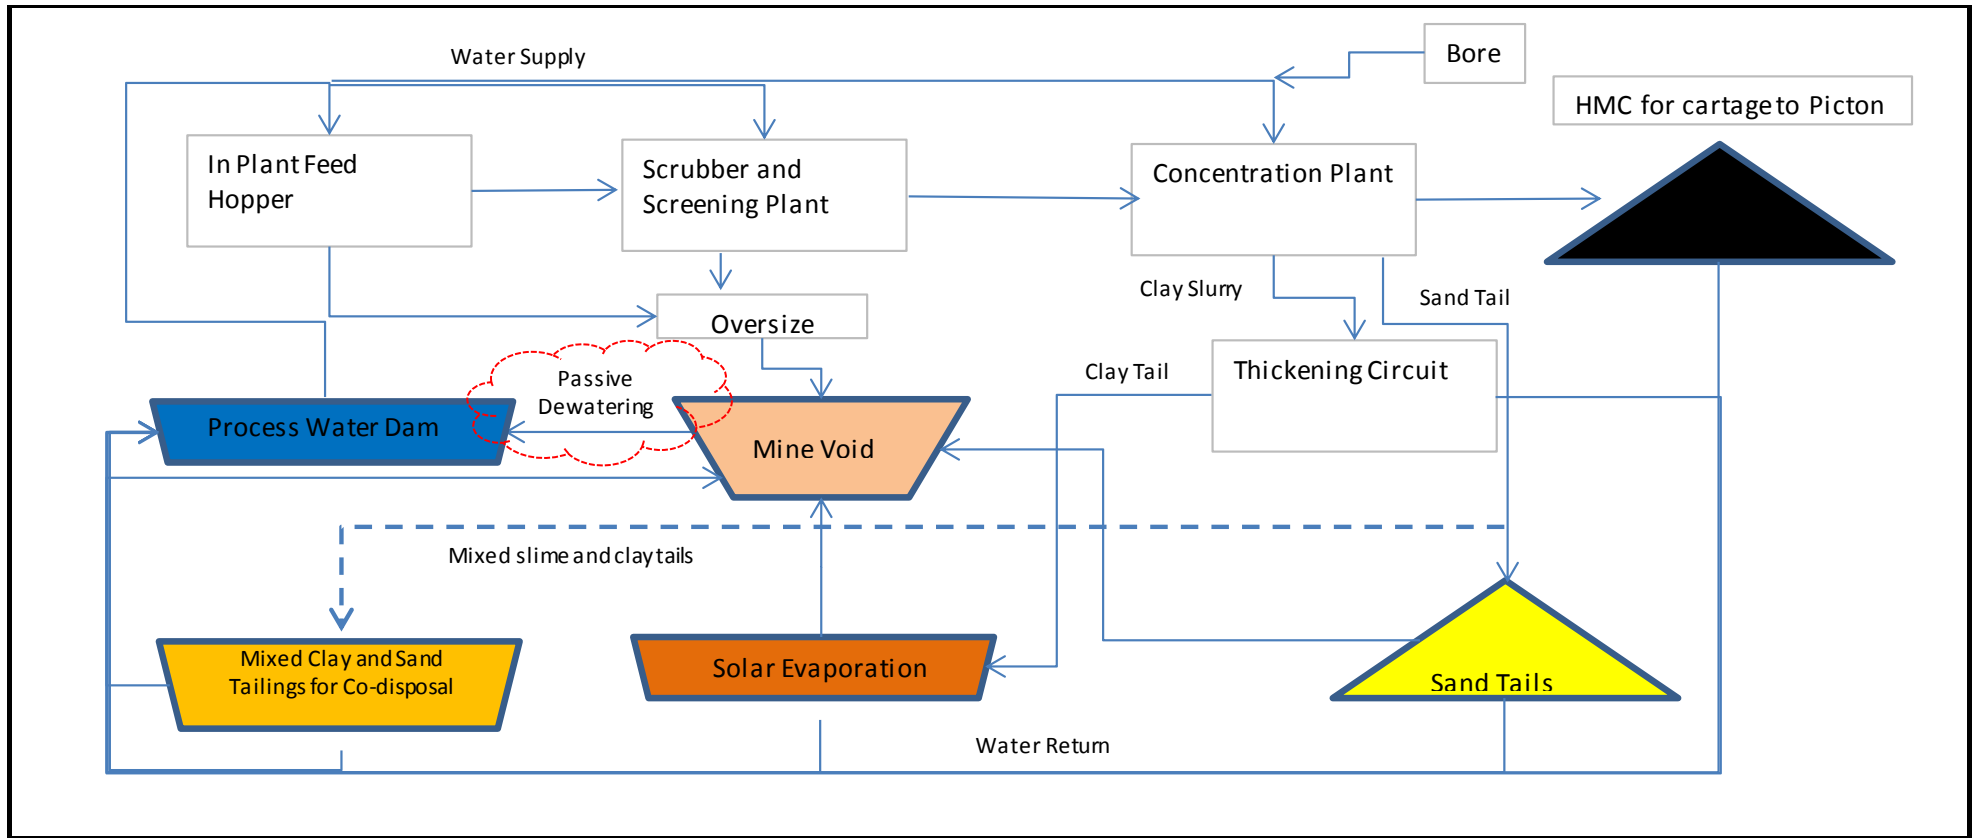 Water Supply
Bore
HMC for cartage to Picton
In Plant Feed
Hopper
Scrubber and
Screening Plant
Concentration Plant
Clay Slurry
Sand Tail
Oversize
Passive
Dewatering
Clay Tail
Thickening Circuit
Process Water Dam
Mine Void
Mixed slime and clay tails
Mixed Clay and Sand
Tailings for Co-disposal
Solar Evaporation
Sand Tails
Water Return